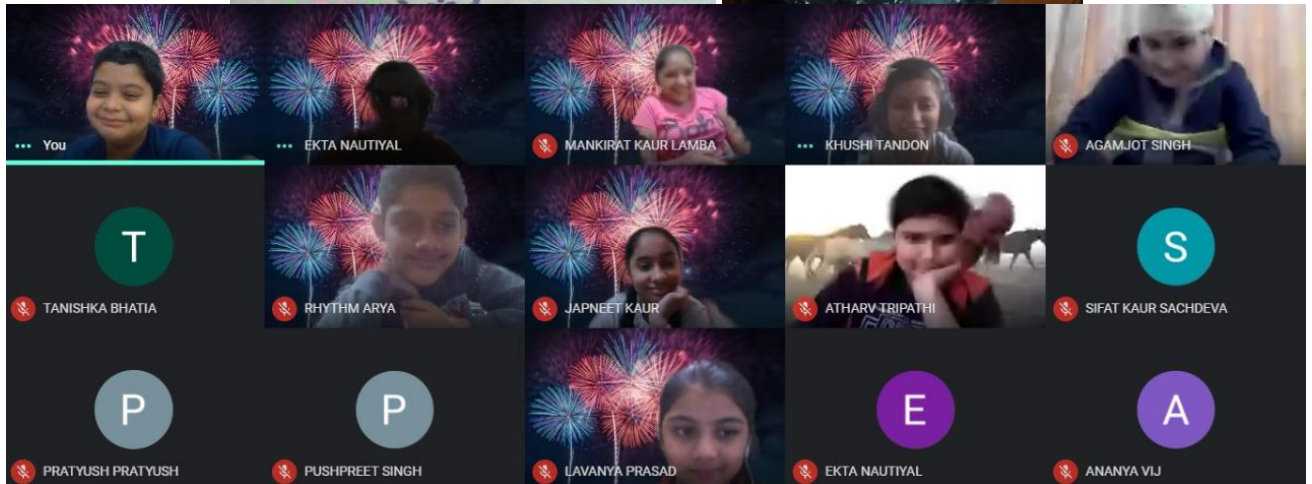 You
EKTA NAUTIYAL
MANKIRAT KAUR LAMBA
KHUSHI TANDON
AGAMJOT SINGH
T
TANISHKA BHATIA
RHYTHM ARYA
JAPNEET KAUR
ATHARV TRIPATHI
S
SIFAT KAUR SACHDEVA
P
PRATYUSH PRATYUSH
P
PUSHPREET SINGH
LAVANYA PRASAD
E
EKTA NAUTIYAL
A
ANANYA VIJ